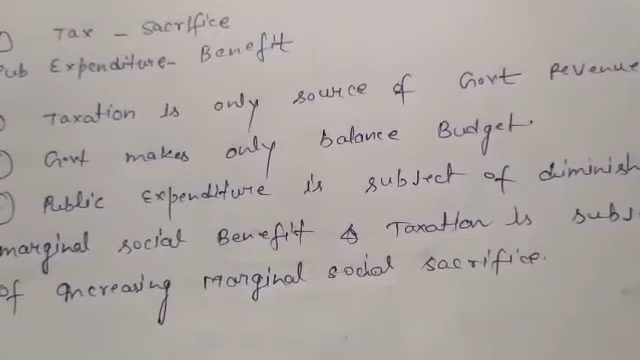 ) Tax - sacrifice
Pub Expenditure- Benefit
) Taxation is only source of Govt Revenue
) Govt makes only balance Budget.
) Public Expenditure is subject of diminish
marginal social Benefit & Taxation is subj
of increasing Marginal social sacrifice.